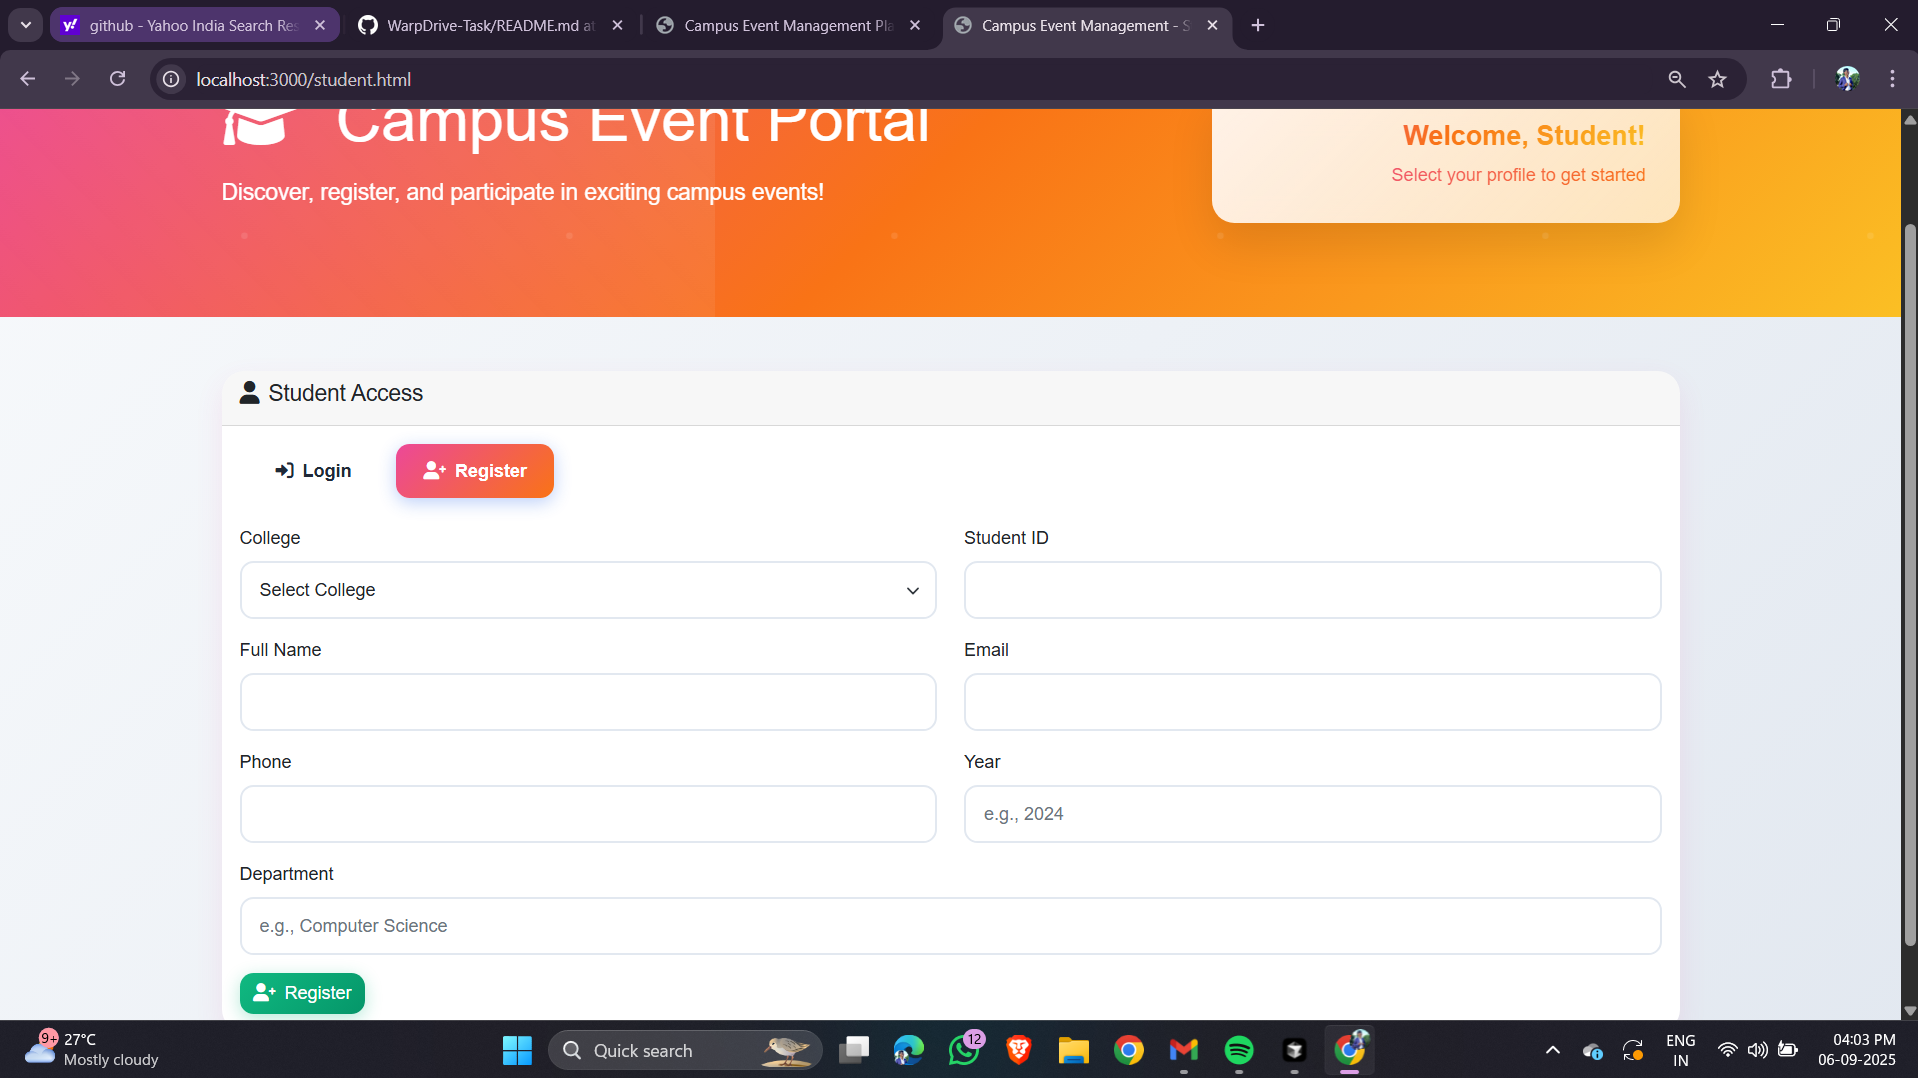 github - Yahoo India Search Res
WarpDrive-Task/README.md at
Campus Event Management Pla
Campus Event Management - S
localhost:3000/student.html
Campus Event Portal
Discover, register, and participate in exciting campus events!
Welcome, Student!
Select your profile to get started
Student Access
Login
Register
College
Student ID
Select College
Full Name
Email
Phone
Year
e.g., 2024
Department
e.g., Computer Science
Register
9+
27°C
Mostly cloudy
Quick search
12
ENG
IN
04:03 PM
06-09-2025